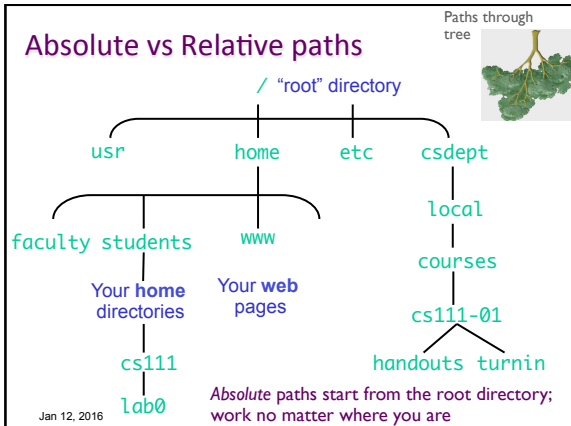 Paths through
tree
Absolute vs Relative paths
/ “root” directory
usr home etc csdept
local
faculty students www
courses
Your home
directories
Your web
pages
cs111-01
cs111
handouts turnin
lab0
Absolute paths start from the root directory;
work no matter where you are
Jan 12, 2016